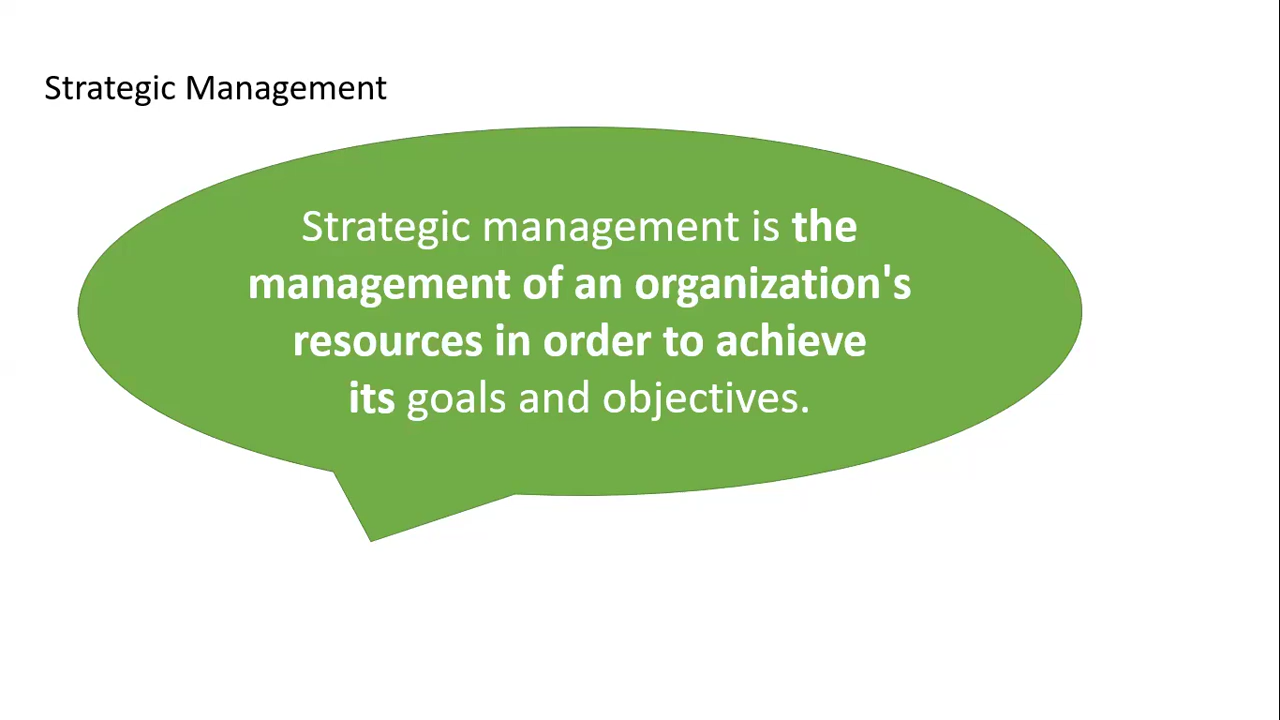 Strategic Management
Strategic management is the
management of an organization's
resources in order to achieve
its goals and objectives.